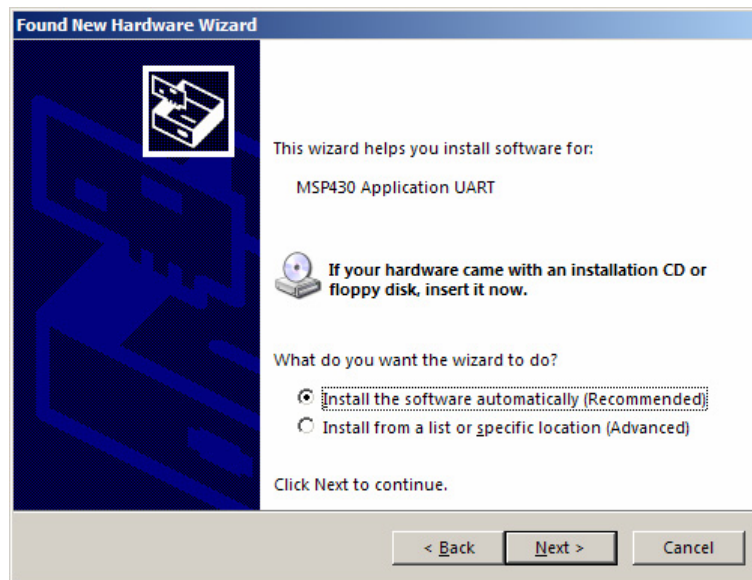 Found New Hardware Wizard
This wizard helps you install software for:
MSP430 Application UART
If your hardware came with an installation CD or
floppy disk, insert it now.
What do you want the wizard to do?
Install the software automatically (Recommended)
Install from a list or specific location (Advanced)
Click Next to continue.
< Back
Next >
Cancel